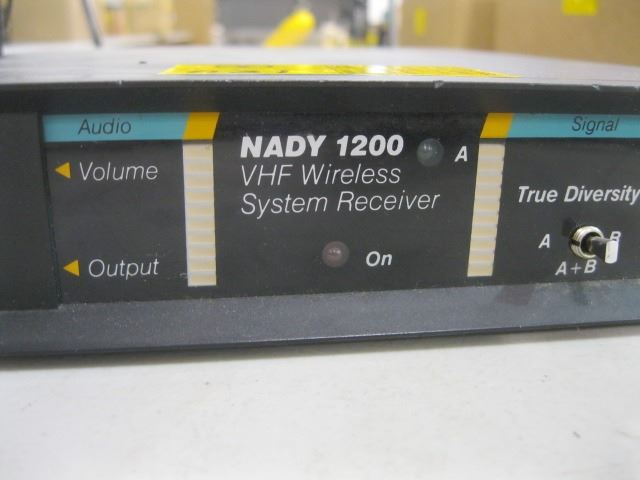 Audio
Volume
Output
NADY 1200
VHF Wireless
System Receiver
A
On
Signal
True Diversity
A
B
A+B